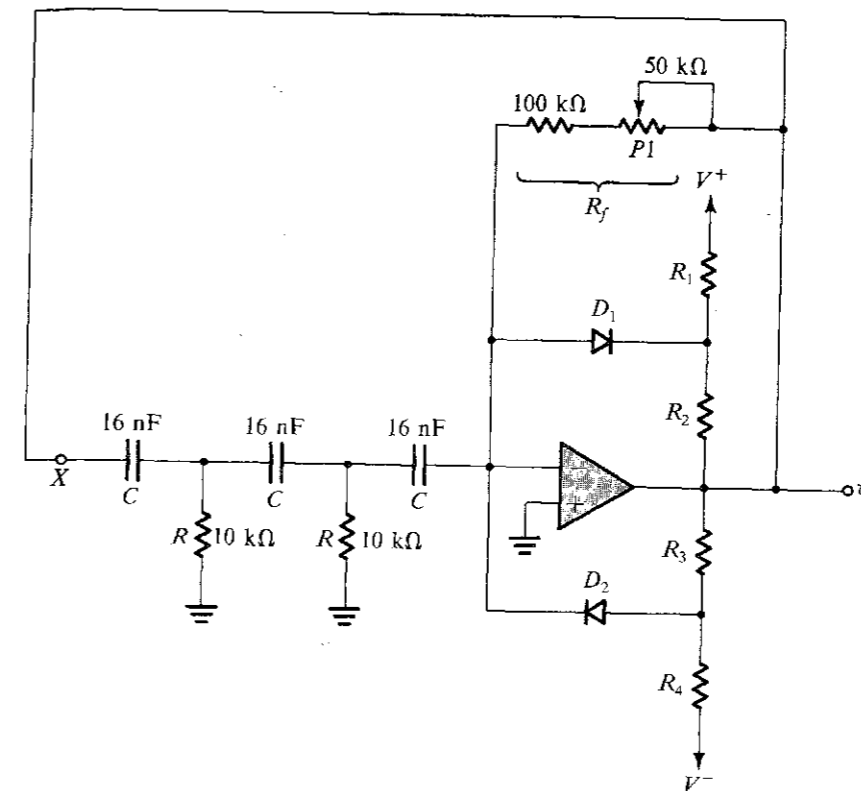 50 kΩ
100 kΩ
P1
R_f
V⁺
R₁
D₁
R₂
16 nF
16 nF
16 nF
X
C
C
C
R
10 kΩ
R
10 kΩ
+
R₃
D₂
R₄
V⁻